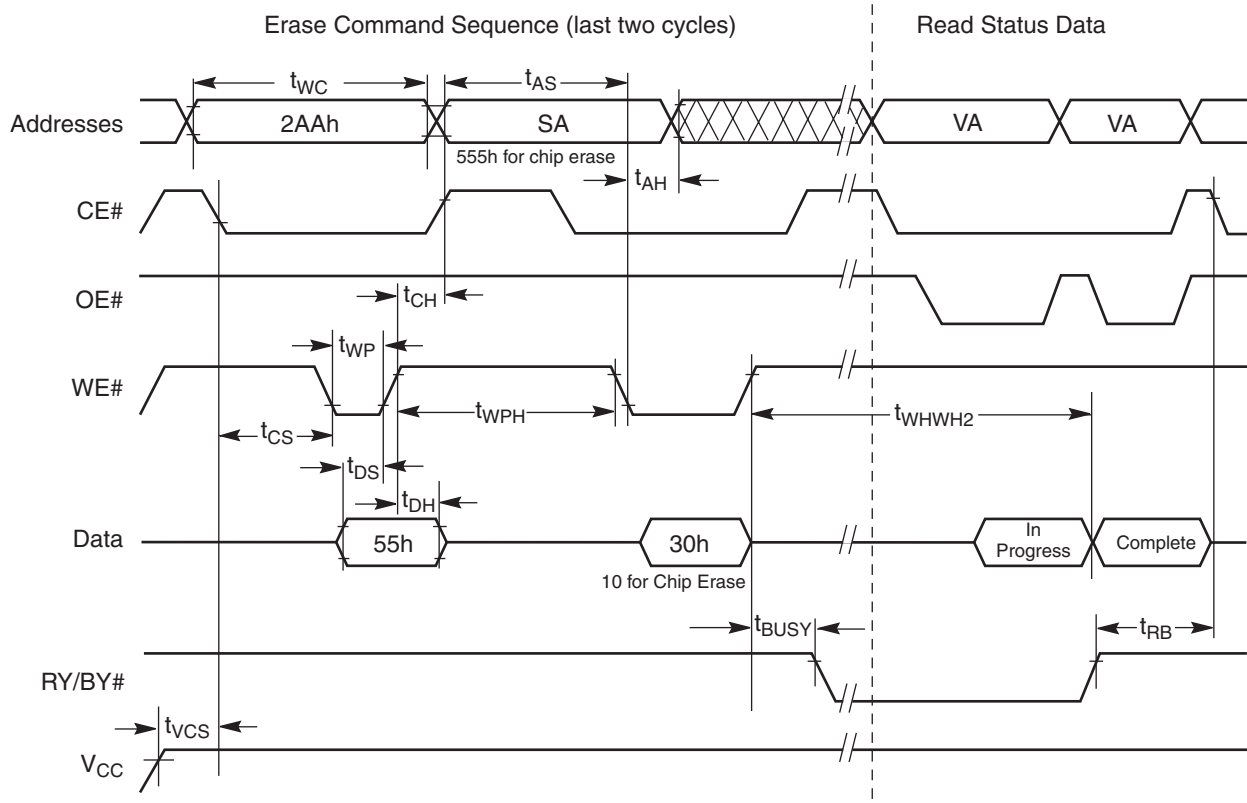 Erase Command Sequence (last two cycles)
Read Status Data
tWC
tAS
Addresses
2AAh
SA
VA
VA
555h for chip erase
tAH
CE#
OE#
tCH
tWP
WE#
tWPH
tWHWH2
tCS
tDS
tDH
Data
55h
30h
In
Progress
Complete
10 for Chip Erase
tBUSY
tRB
RY/BY#
tVCS
VCC